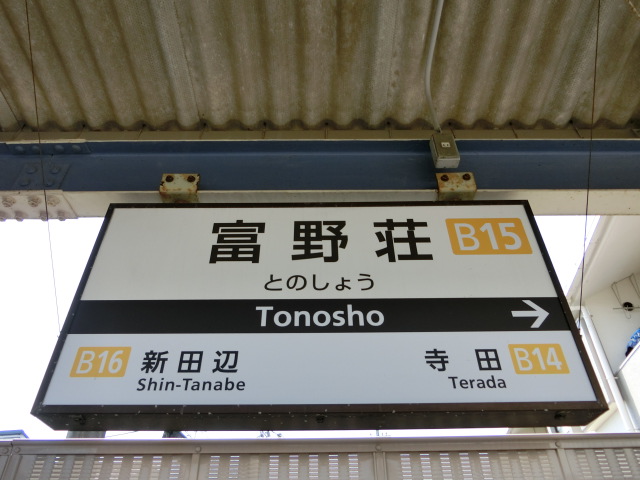 富野荘 B15
とのしょう
Tonosho →
B16 新田辺 寺田 B14
Shin-Tanabe Terada